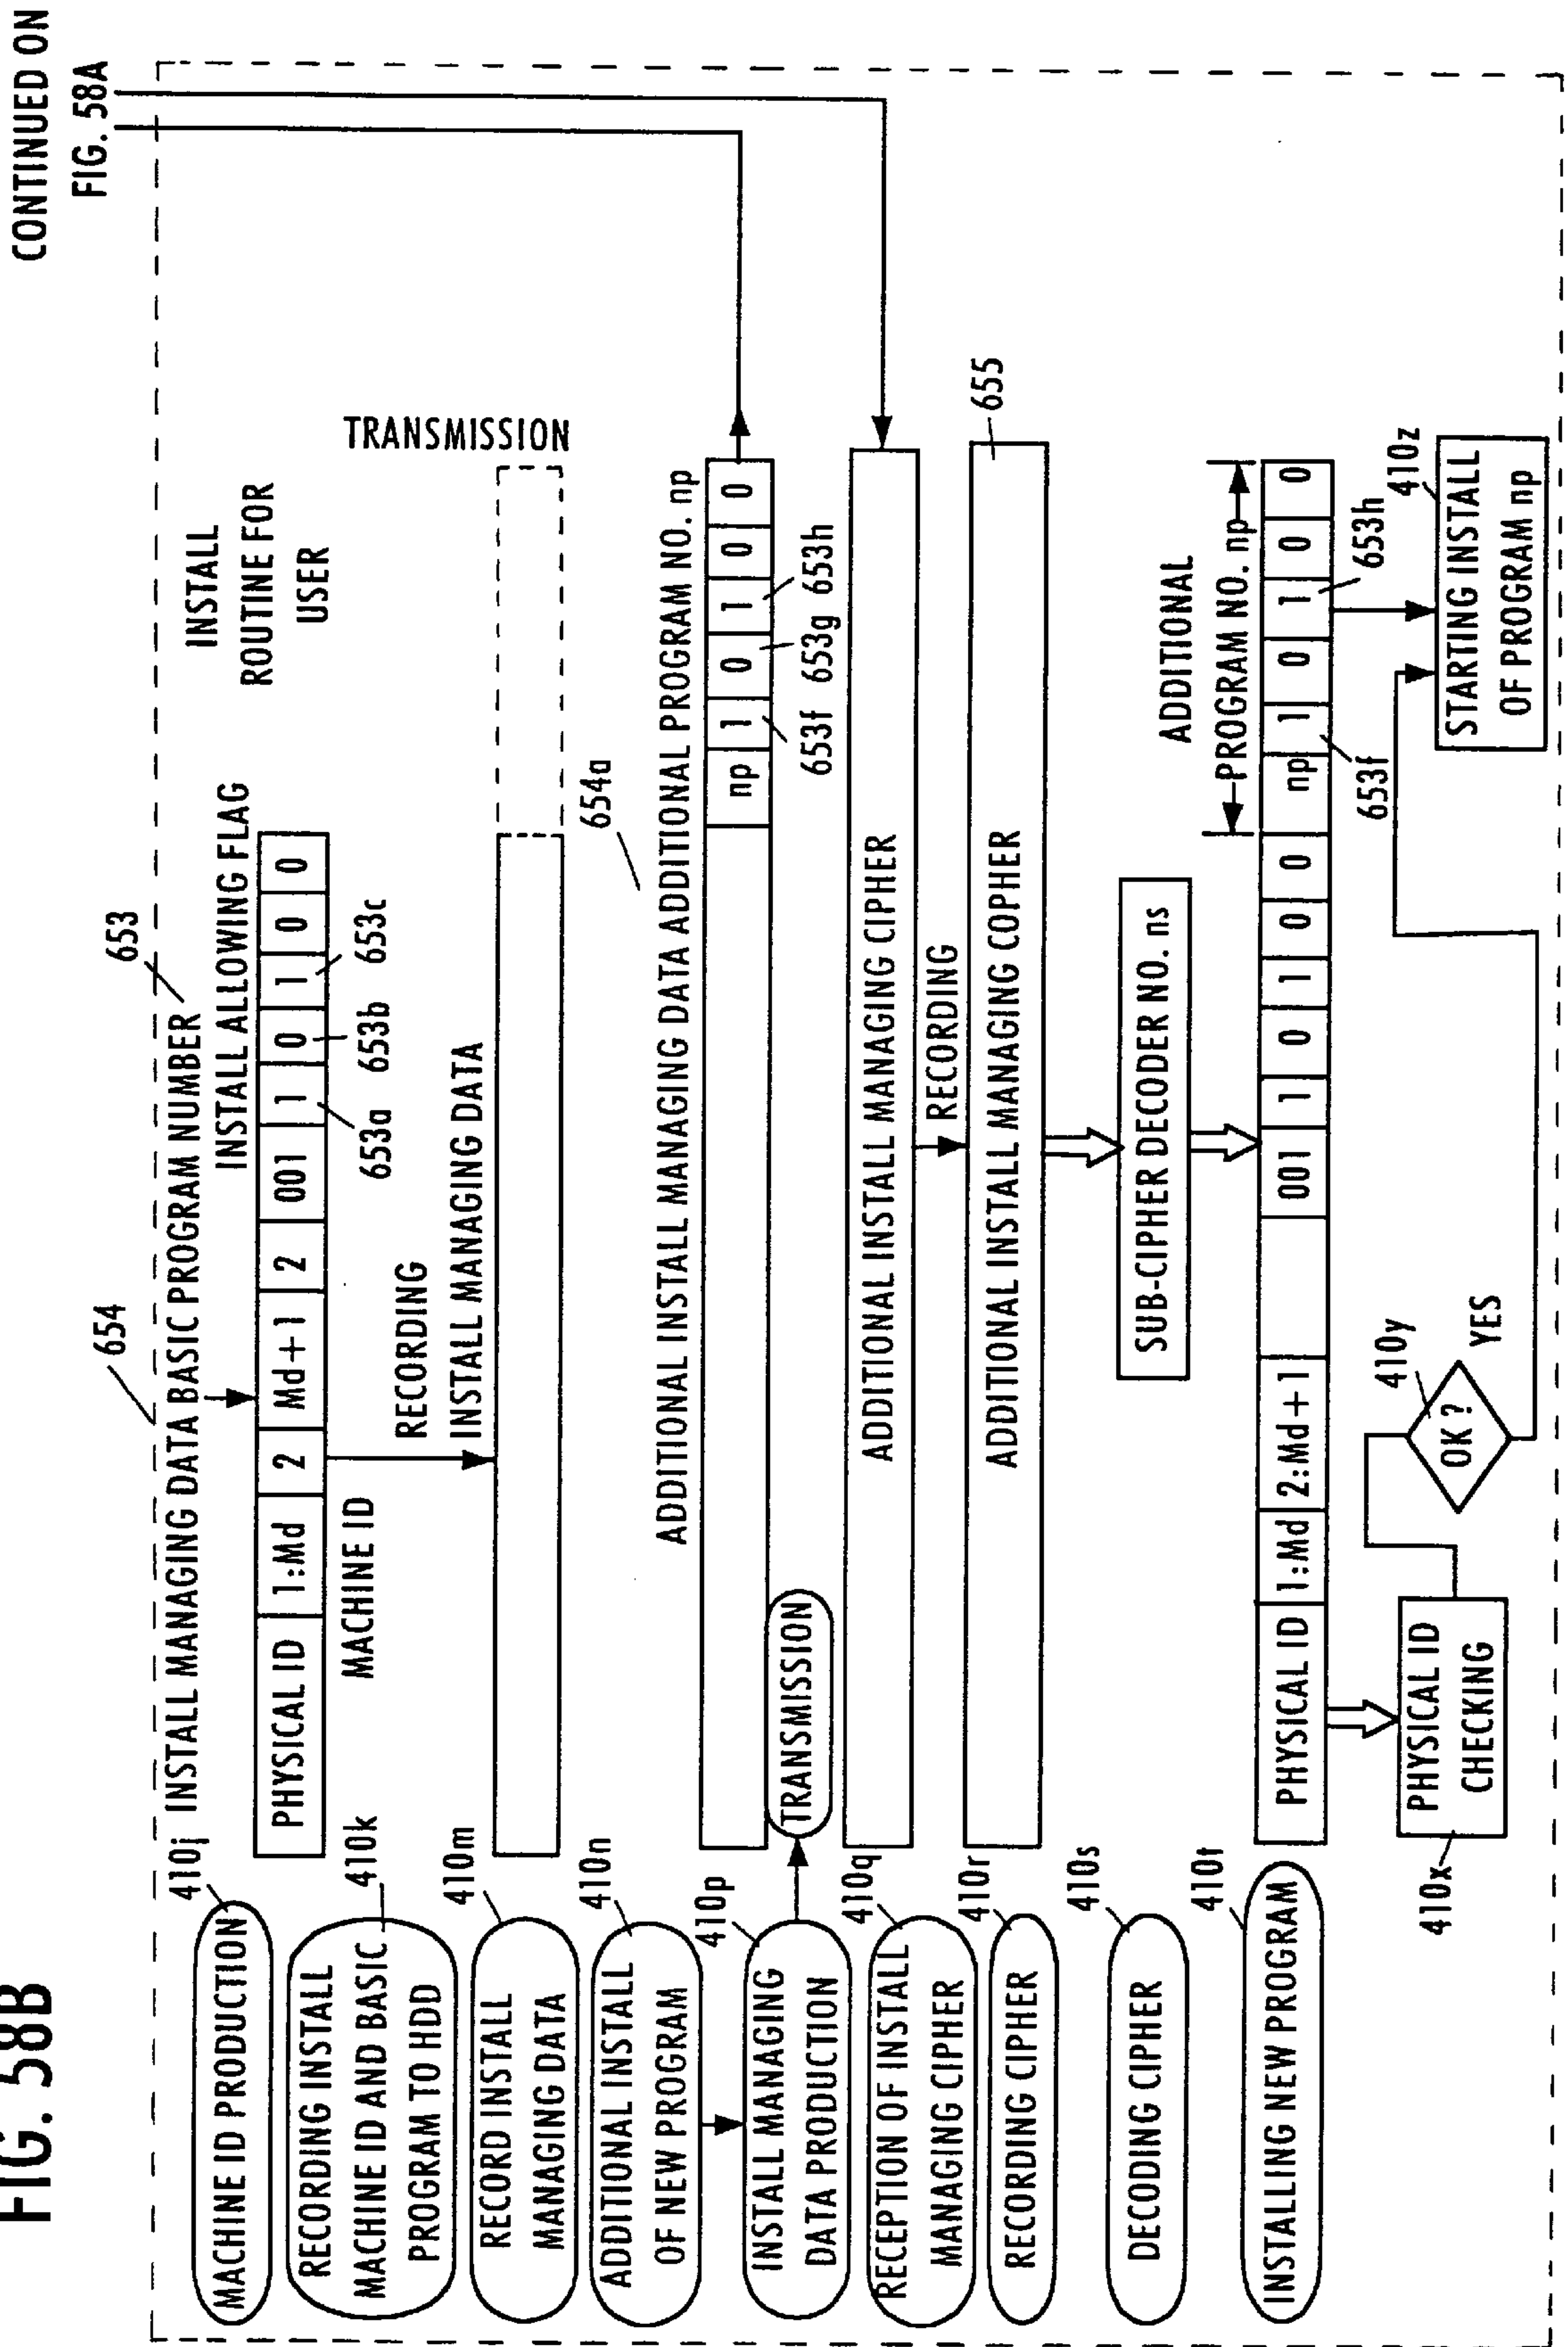 FIG. 58B
CONTINUED ON
FIG. 58A
410j
INSTALL MANAGING DATA BASIC PROGRAM NUMBER
654
653
INSTALL ALLOWING FLAG
INSTALL
ROUTINE FOR
USER
MACHINE ID PRODUCTION
PHYSICAL ID 1:Md 2 Md+1 2 001 1 0 1 0 0
653a 653b 653c
MACHINE ID
410k
RECORDING INSTALL
MACHINE ID AND BASIC
PROGRAM TO HDD
RECORDING
INSTALL MANAGING DATA
TRANSMISSION
410m
RECORD INSTALL
MANAGING DATA
654a
410n
ADDITIONAL INSTALL
OF NEW PROGRAM
ADDITIONAL INSTALL MANAGING DATA ADDITIONAL PROGRAM NO. np
np 1 0 1 0 0
653f 653g 653h
410p
INSTALL MANAGING
DATA PRODUCTION
TRANSMISSION
410q
RECEPTION OF INSTALL
MANAGING CIPHER
ADDITIONAL INSTALL MANAGING CIPHER
RECORDING
410r
RECORDING CIPHER
ADDITIONAL INSTALL MANAGING COPHER
655
410s
DECODING CIPHER
SUB-CIPHER DECODER NO. ns
ADDITIONAL
PROGRAM NO. np
410t
INSTALLING NEW PROGRAM
PHYSICAL ID 1:Md 2:Md+1 001 1 0 1 0 0 np 1 0 1 0 0
653f
653h
410x
PHYSICAL ID
CHECKING
410y
OK ?
YES
410z
STARTING INSTALL
OF PROGRAM np